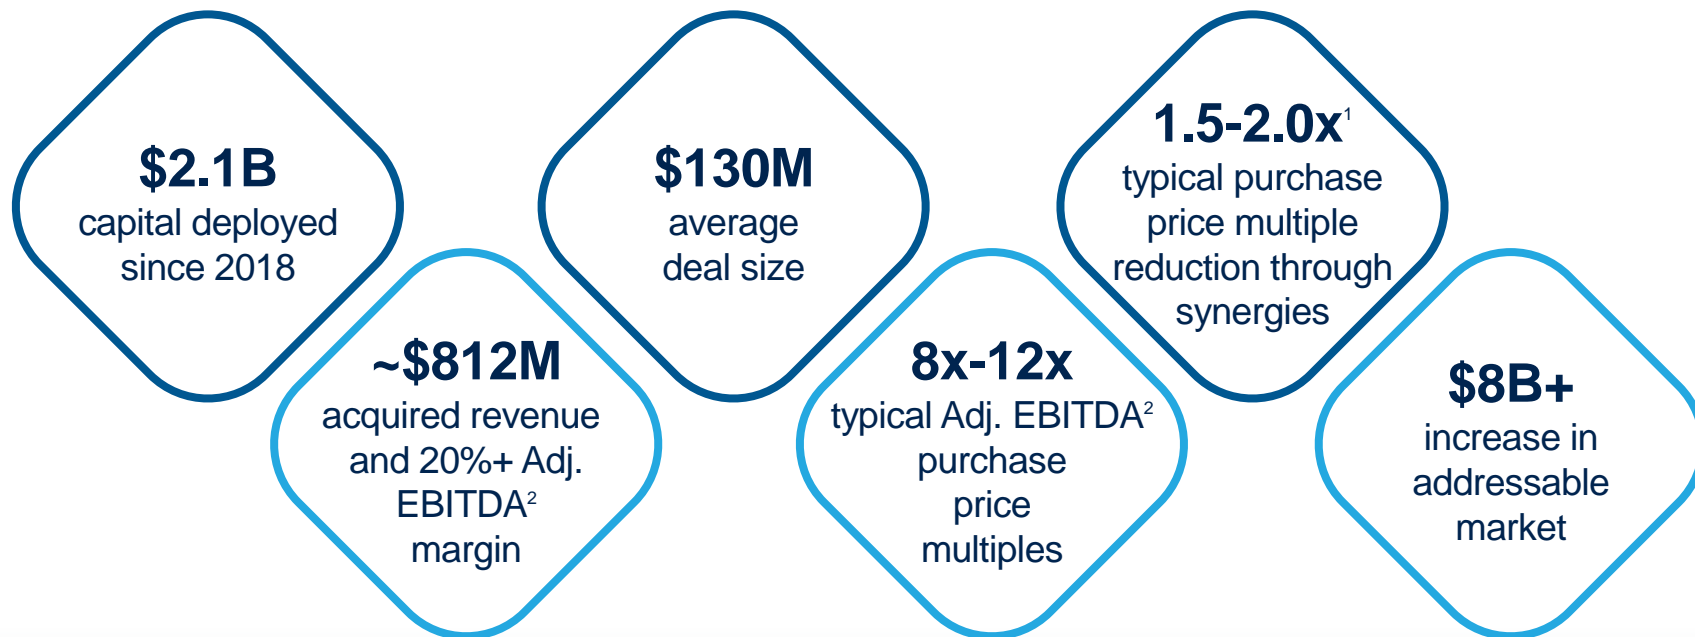 $2.1B
capital deployed
since 2018
~$812M
acquired revenue
and 20%+ Adj.
EBITDA²
margin
$130M
average
deal size
8x-12x
typical Adj. EBITDA²
purchase
price
multiples
1.5-2.0x¹
typical purchase
price multiple
reduction through
synergies
$8B+
increase in
addressable
market